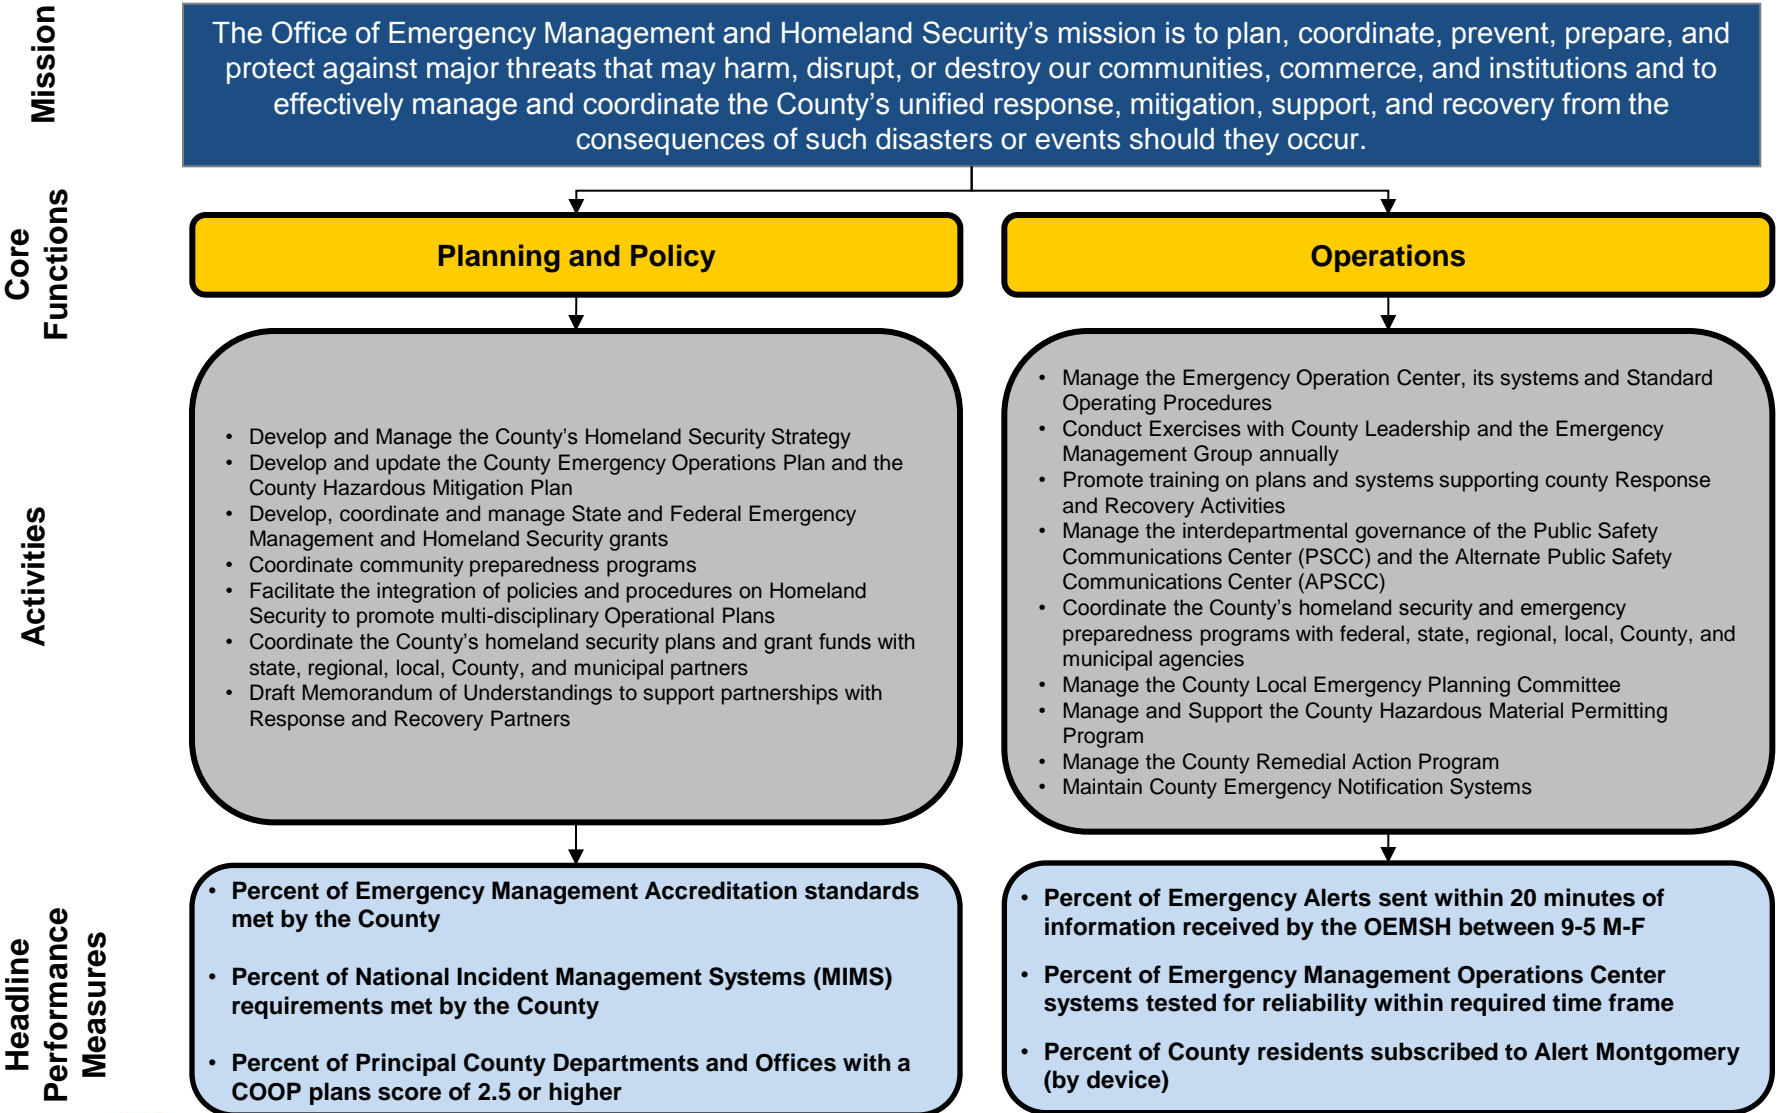 Mission
The Office of Emergency Management and Homeland Security’s mission is to plan, coordinate, prevent, prepare, and
protect against major threats that may harm, disrupt, or destroy our communities, commerce, and institutions and to
effectively manage and coordinate the County’s unified response, mitigation, support, and recovery from the
consequences of such disasters or events should they occur.
Core
Functions
Planning and Policy
Operations
Activities
• Develop and Manage the County’s Homeland Security Strategy
• Develop and update the County Emergency Operations Plan and the
County Hazardous Mitigation Plan
• Develop, coordinate and manage State and Federal Emergency
Management and Homeland Security grants
• Coordinate community preparedness programs
• Facilitate the integration of policies and procedures on Homeland
Security to promote multi-disciplinary Operational Plans
• Coordinate the County’s homeland security plans and grant funds with
state, regional, local, County, and municipal partners
• Draft Memorandum of Understandings to support partnerships with
Response and Recovery Partners
• Manage the Emergency Operation Center, its systems and Standard
Operating Procedures
• Conduct Exercises with County Leadership and the Emergency
Management Group annually
• Promote training on plans and systems supporting county Response
and Recovery Activities
• Manage the interdepartmental governance of the Public Safety
Communications Center (PSCC) and the Alternate Public Safety
Communications Center (APSCC)
• Coordinate the County’s homeland security and emergency
preparedness programs with federal, state, regional, local, County, and
municipal agencies
• Manage the County Local Emergency Planning Committee
• Manage and Support the County Hazardous Material Permitting
Program
• Manage the County Remedial Action Program
• Maintain County Emergency Notification Systems
Headline
Performance
Measures
• Percent of Emergency Management Accreditation standards
met by the County
• Percent of National Incident Management Systems (MIMS)
requirements met by the County
• Percent of Principal County Departments and Offices with a
COOP plans score of 2.5 or higher
• Percent of Emergency Alerts sent within 20 minutes of
information received by the OEMSH between 9-5 M-F
• Percent of Emergency Management Operations Center
systems tested for reliability within required time frame
• Percent of County residents subscribed to Alert Montgomery
(by device)